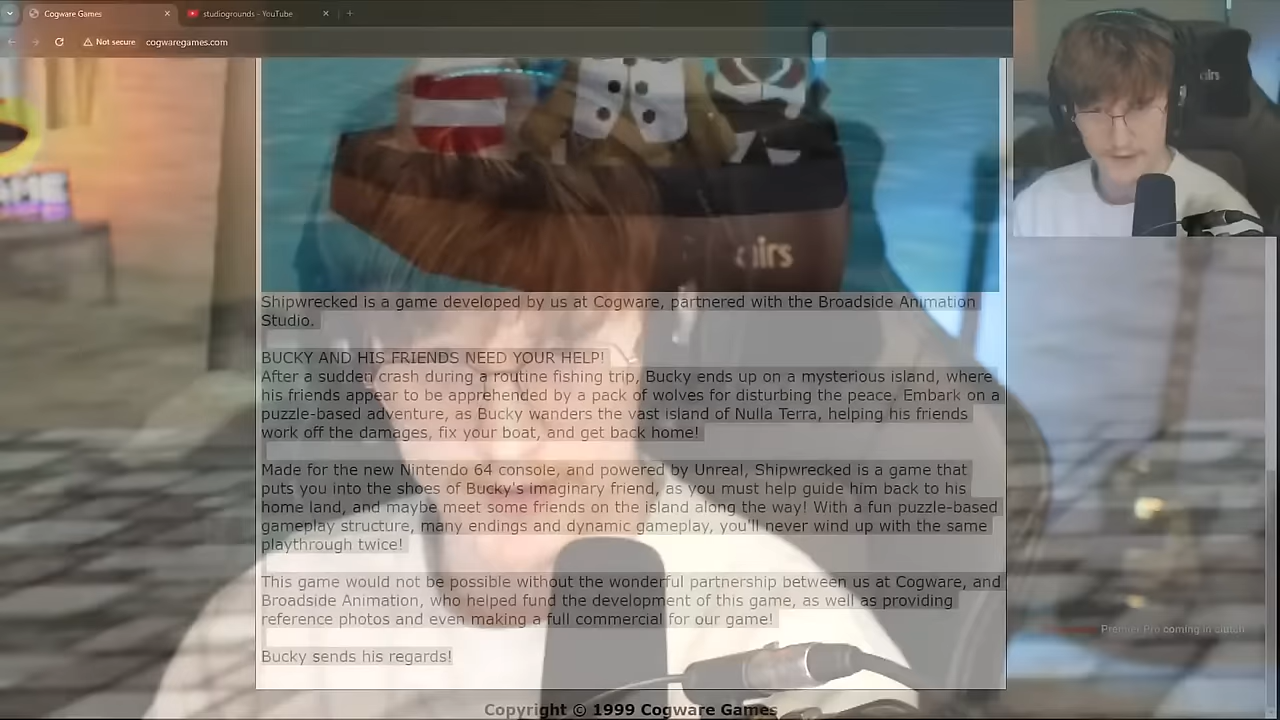 Cogware Games
studiogrounds - YouTube
Not secure
cogwaregames.com
airs
airs
Shipwrecked is a game developed by us at Cogware, partnered with the Broadside Animation
Studio.
BUCKY AND HIS FRIENDS NEED YOUR HELP!
After a sudden crash during a routine fishing trip, Bucky ends up on a mysterious island, where
his friends appear to be apprehended by a pack of wolves for disturbing the peace. Embark on a
puzzle-based adventure, as Bucky wanders the vast island of Nulla Terra, helping his friends
work off the damages, fix your boat, and get back home!
Made for the new Nintendo 64 console, and powered by Unreal, Shipwrecked is a game that
puts you into the shoes of Bucky's imaginary friend, as you must help guide him back to his
home land, and maybe meet some friends on the island along the way! With a fun puzzle-based
gameplay structure, many endings and dynamic gameplay, you'll never wind up with the same
playthrough twice!
This game would not be possible without the wonderful partnership between us at Cogware, and
Broadside Animation, who helped fund the development of this game, as well as providing
reference photos and even making a full commercial for our game!
Premier Pro coming in clutch
Bucky sends his regards!
Copyright © 1999 Cogware Games